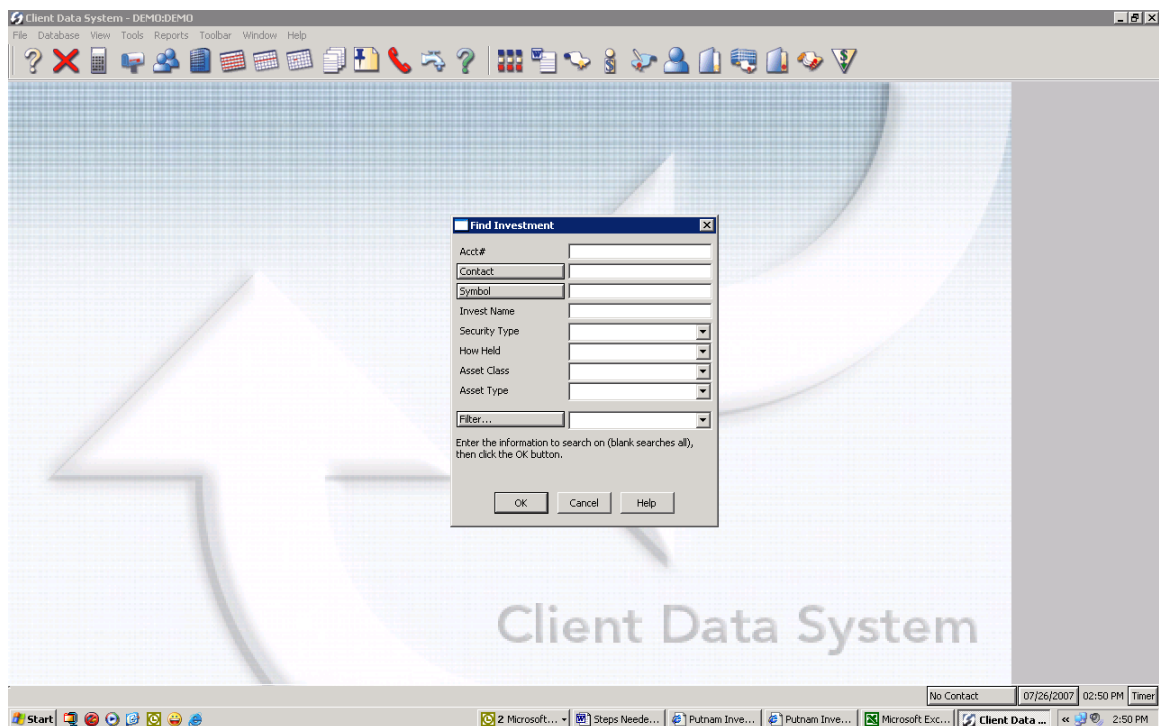 Client Data System - DEMO:DEMO
File Database View Tools Reports Toolbar Window Help
Find Investment
Acct#
Contact
Symbol
Invest Name
Security Type
How Held
Asset Class
Asset Type
Filter...
Enter the information to search on (blank searches all),
then click the OK button.
OK Cancel Help
Client Data System
No Contact 07/26/2007 02:50 PM Timer
Start 2 Microsoft... Steps Neede... Putnam Inve... Putnam Inve... Microsoft Exc... Client Data ... « 2:50 PM